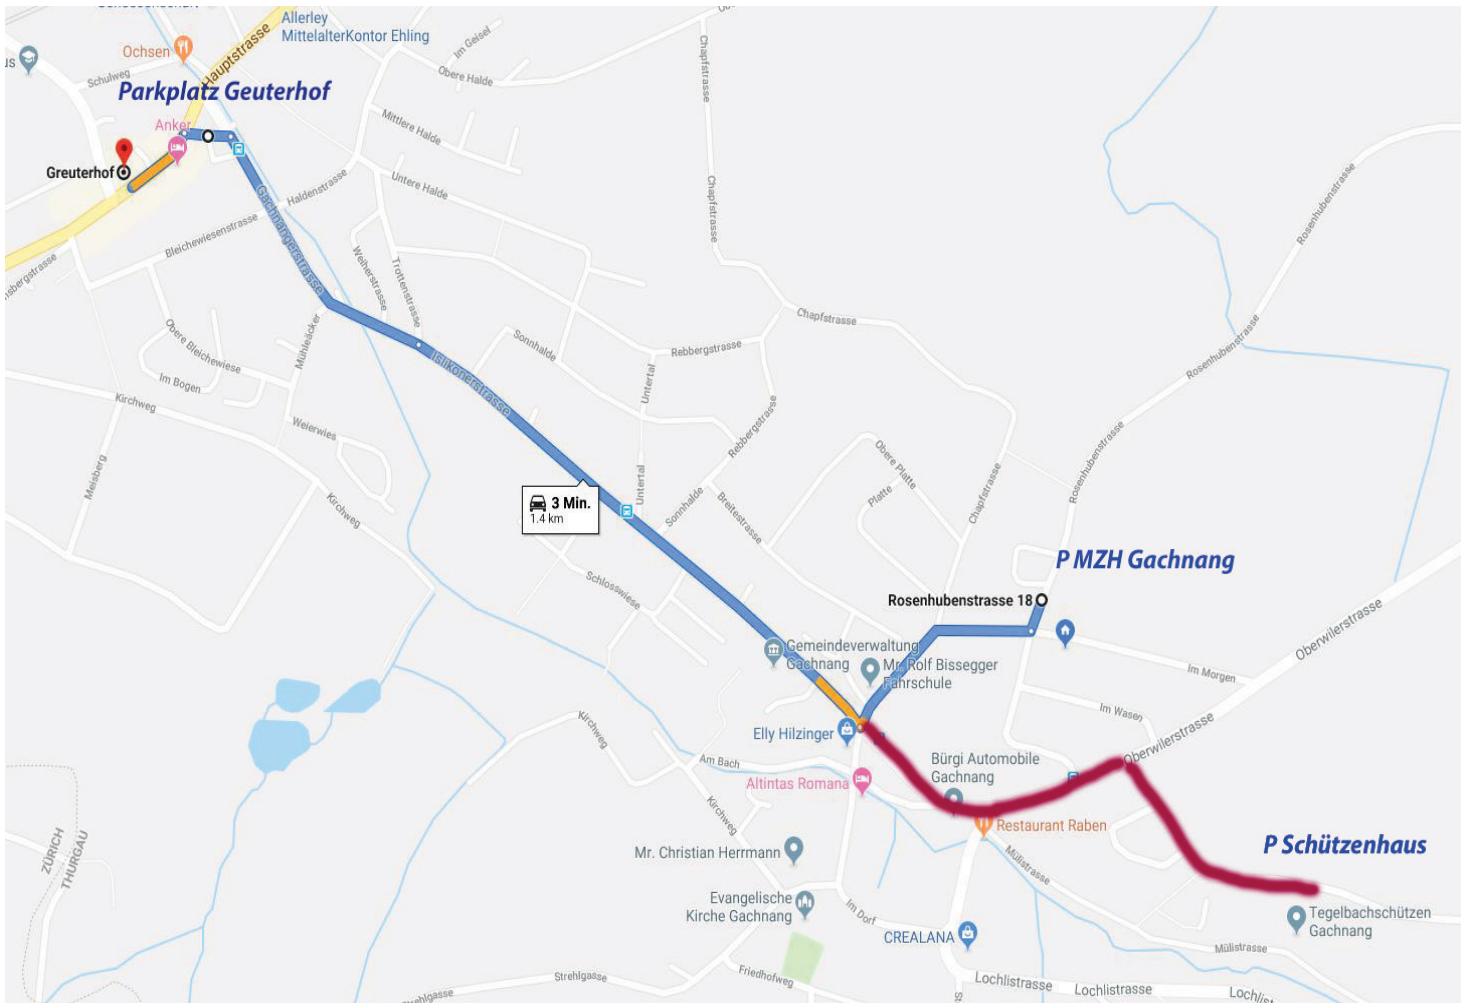 Allerley
MittelalterKontor Ehling
Ochsen
Hauptstrasse
Im Geisel
Obere Halde
Schulweg
Parkplatz Geuterhof
Chapfstrasse
Anker
Mittlere Halde
Greuterhof
Untere Halde
Haldenstrasse
Gachnangerstrasse
Bleichewiesenstrasse
Chapfstrasse
Rosenhubenstrasse
Weiherstrasse
Trottenstrasse
Obere Bleichewiese
Mühleäcker
Im Bogen
Kirchweg
Islikonerstrasse
Sonnhalde
Rebbergstrasse
Chapfstrasse
Rosenhubenstrasse
Rosenhubenstrasse
Untertal
Weierwies
Meisberg
Kirchweg
Rebbergstrasse
Obere Platte
Platte
Chapfstrasse
Rosenhubenstrasse
3 Min.
1.4 km
Untertal
Sonnhalde
Breitestrasse
P MZH Gachnang
Schlosswiese
Rosenhubenstrasse 18
Oberwilerstrasse
Gemeindeverwaltung
Gachnang
Mr. Rolf Bissegger
Fahrschule
Im Morgen
Im Wasen
Kirchweg
Elly Hilzinger
Oberwilerstrasse
Am Bach
Bürgi Automobile
Gachnang
Altintas Romana
Kirchweg
Restaurant Raben
ZÜRICH
THURGAU
Mr. Christian Herrmann
Müllistrasse
P Schützenhaus
Evangelische
Kirche Gachnang
Im Dorf
Tegelbachschützen
Gachnang
CREALANA
Müllistrasse
Strehlgasse
Friedhofweg
Lochlistrasse
Lochlistrasse